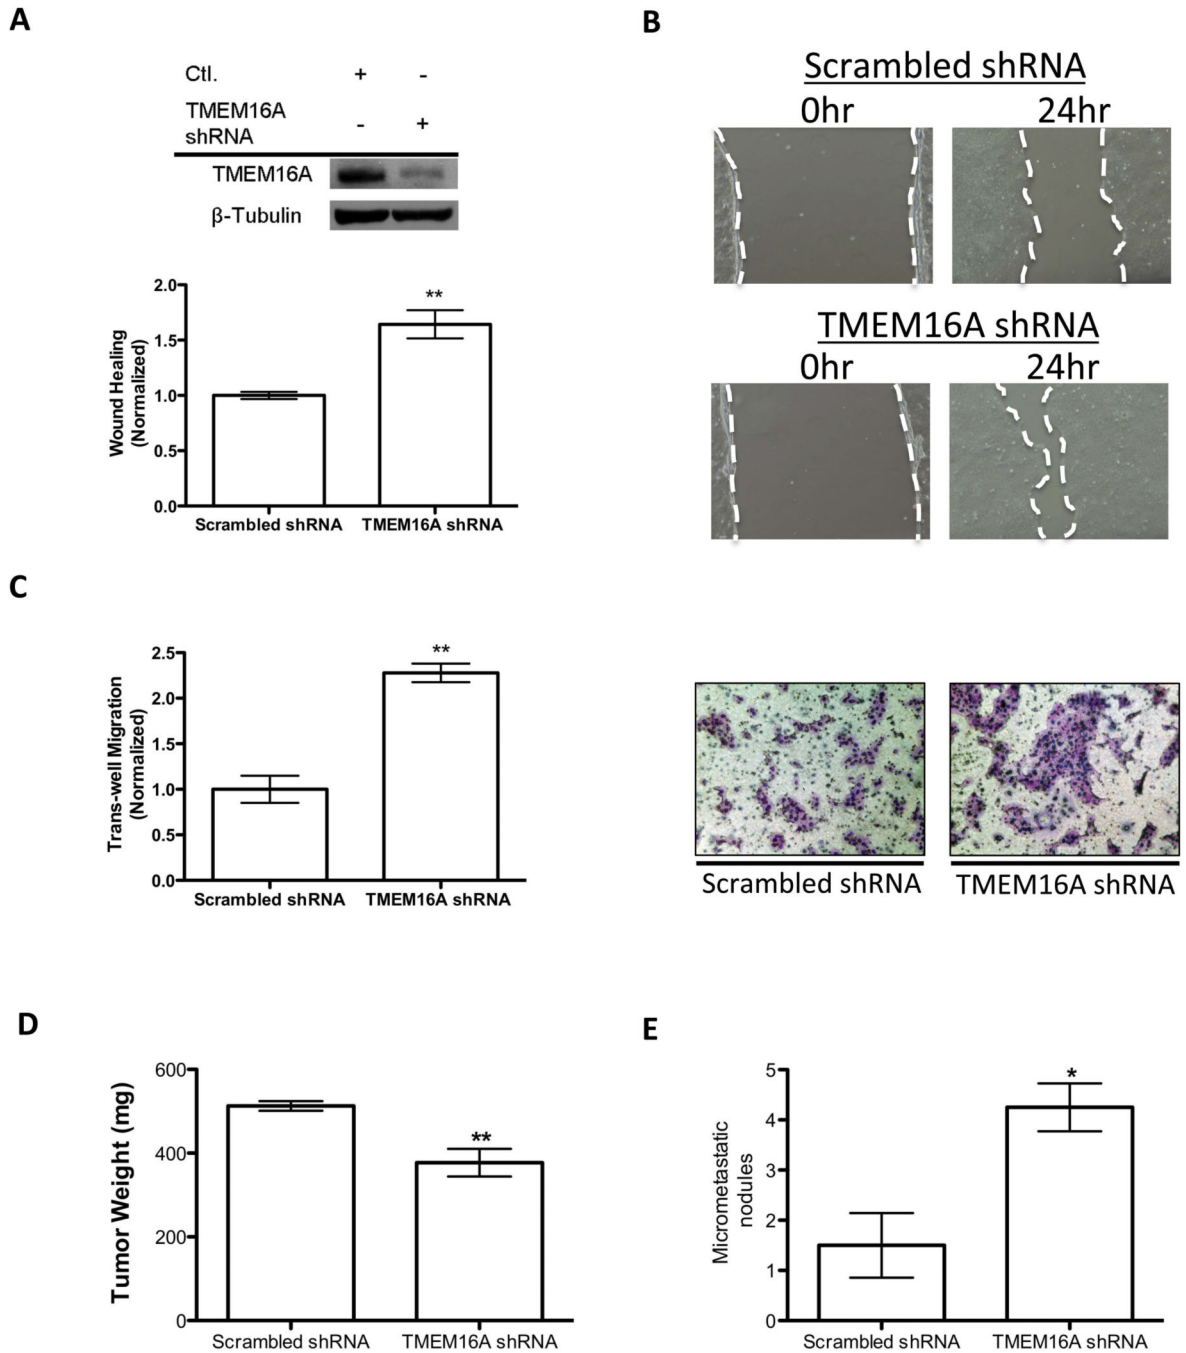 A
Ctl. + -
TMEM16A
shRNA - +
TMEM16A
β-Tubulin
2.0
**
1.5
1.0
0.5
0.0
Wound Healing
(Normalized)
Scrambled shRNA TMEM16A shRNA
B
Scrambled shRNA
0hr 24hr
TMEM16A shRNA
0hr 24hr
C
2.5
**
2.0
1.5
1.0
0.5
0.0
Trans-well Migration
(Normalized)
Scrambled shRNA TMEM16A shRNA
Scrambled shRNA TMEM16A shRNA
D
600
**
400
200
0
Tumor Weight (mg)
Scrambled shRNA TMEM16A shRNA
E
5
*
4
3
2
1
0
Micrometastatic
nodules
Scrambled shRNA TMEM16A shRNA